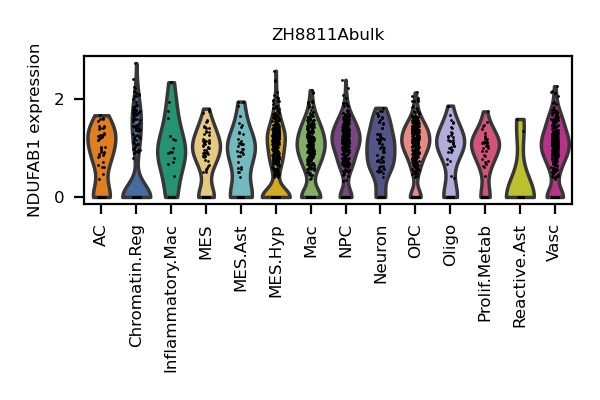 ZH8811Abulk
NDUFAB1 expression
2
0
AC
Chromatin.Reg
Inflammatory.Mac
MES
MES.Ast
MES.Hyp
Mac
NPC
Neuron
OPC
Oligo
Prolif.Metab
Reactive.Ast
Vasc